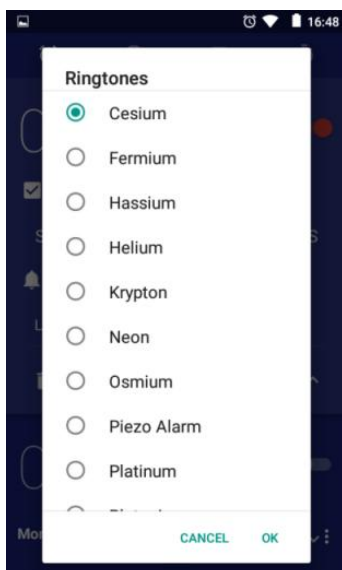 16:48
Ringtones
Cesium
Fermium
Hassium
Helium
Krypton
Neon
Osmium
Piezo Alarm
Platinum
CANCEL OK